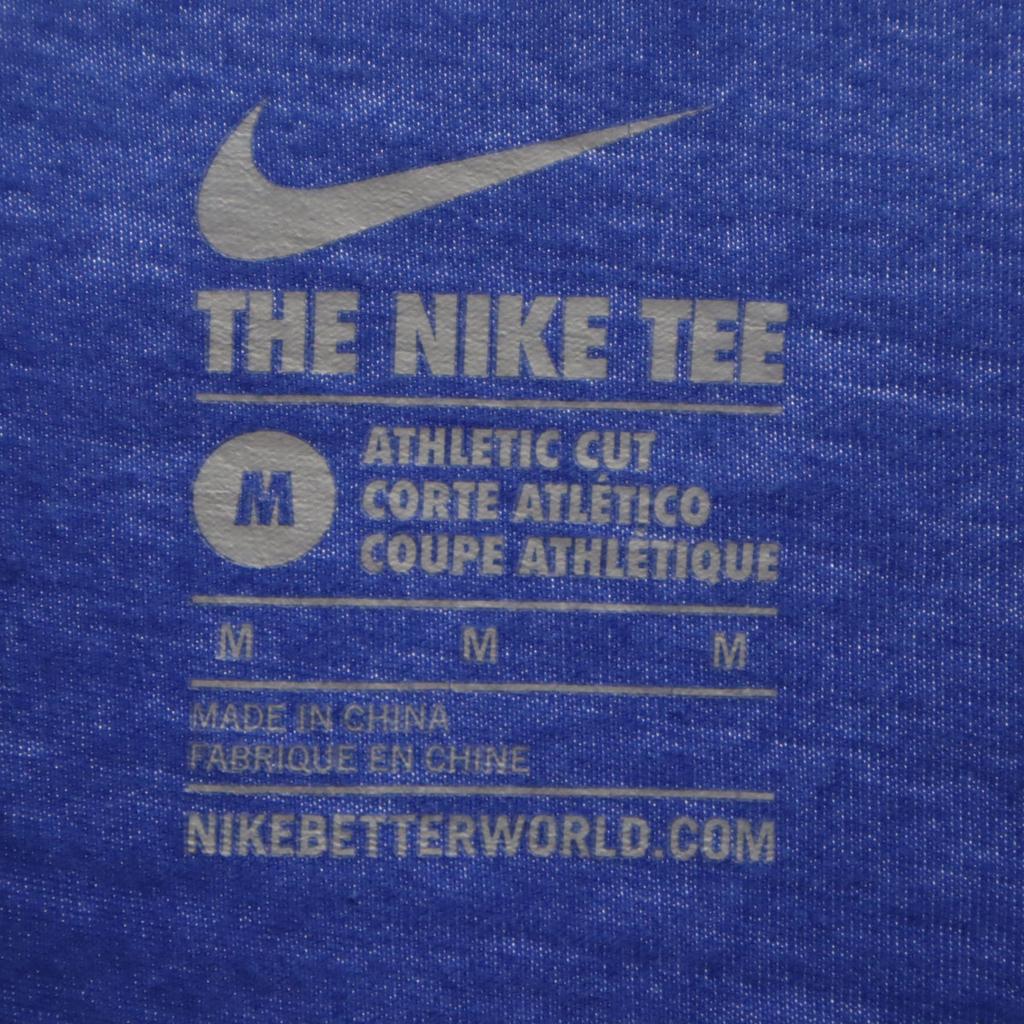 THE NIKE TEE
M
ATHLETIC CUT
CORTE ATLÉTICO
COUPE ATHLÉTIQUE
M M M
MADE IN CHINA
FABRIQUE EN CHINE
NIKEBETTERWORLD.COM